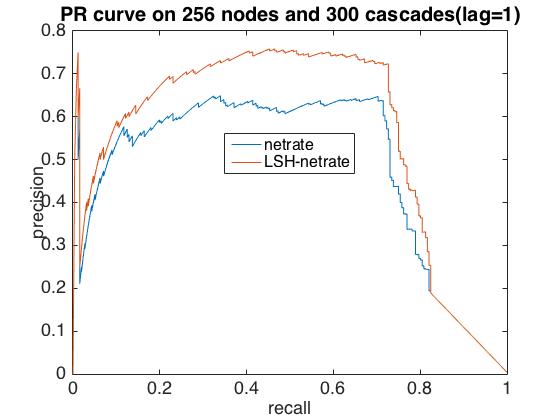 PR curve on 256 nodes and 300 cascades(lag=1)
0.8
0.7
0.6
0.5
0.4
0.3
0.2
0.1
0
precision
netrate
LSH-netrate
0 0.2 0.4 0.6 0.8 1
recall